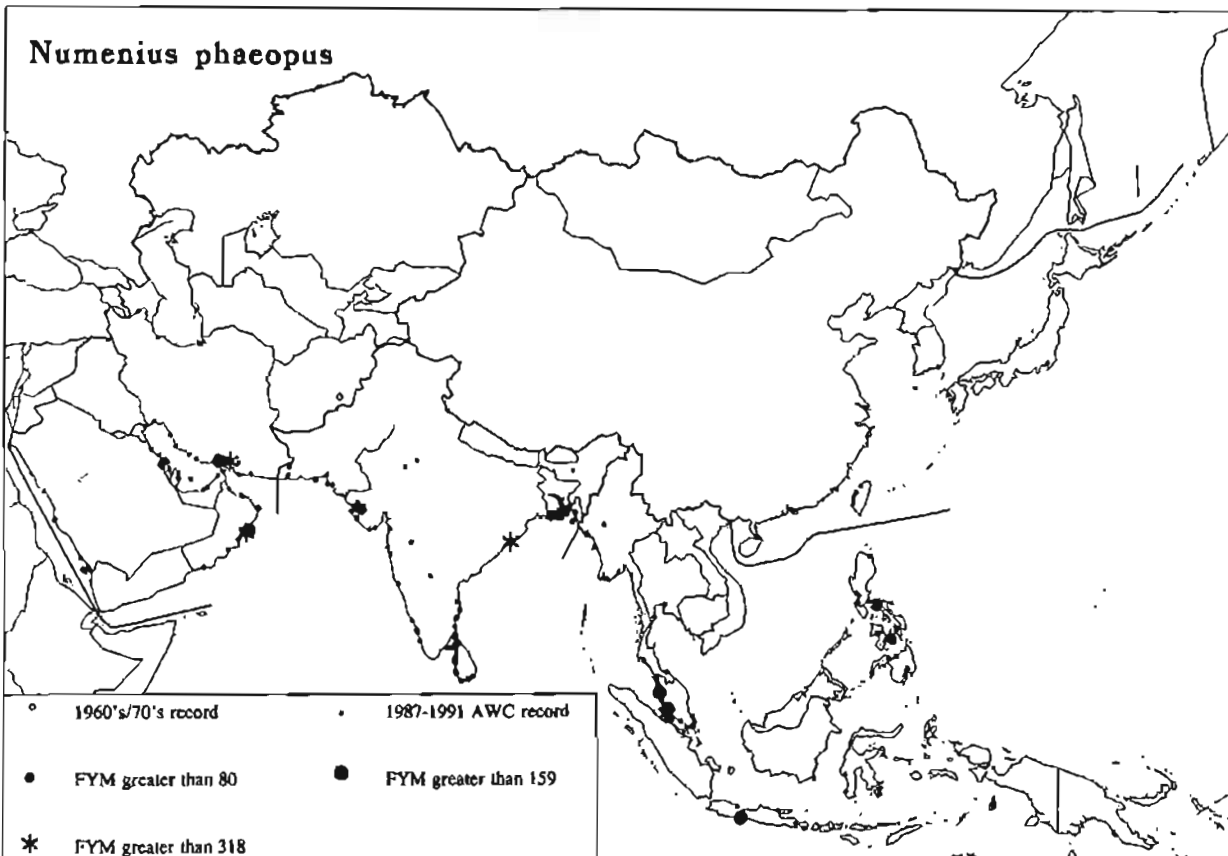 Numenius phaeopus
1960's/70's record
1987-1991 AWC record
FYM greater than 80
FYM greater than 159
FYM greater than 318